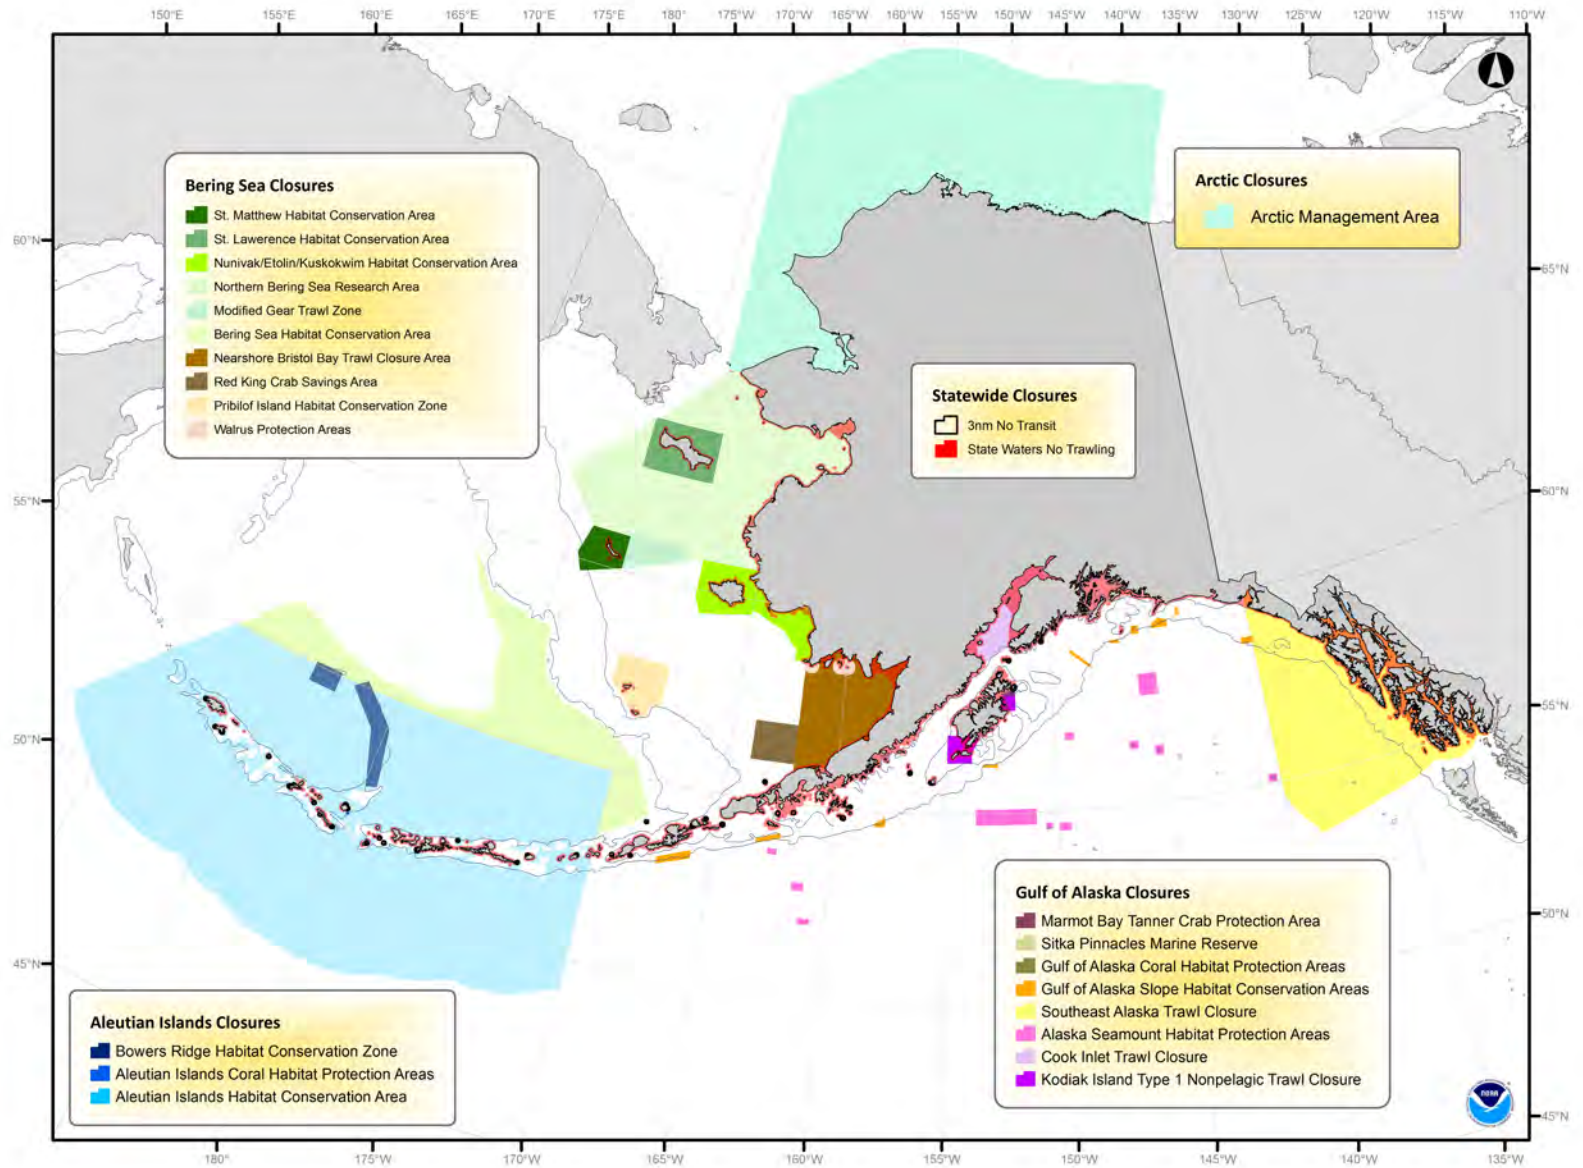 150°E 155°E 160°E 165°E 170°E 175°E 180° 175°W 170°W 165°W 160°W 155°W 150°W 145°W 140°W 135°W 130°W 125°W 120°W 115°W 110°W
Bering Sea Closures
St. Matthew Habitat Conservation Area
St. Lawerence Habitat Conservation Area
Nunivak/Etolin/Kuskokwim Habitat Conservation Area
Northern Bering Sea Research Area
Modified Gear Trawl Zone
Bering Sea Habitat Conservation Area
Nearshore Bristol Bay Trawl Closure Area
Red King Crab Savings Area
Pribilof Island Habitat Conservation Zone
Walrus Protection Areas
Arctic Closures
Arctic Management Area
Statewide Closures
3nm No Transit
State Waters No Trawling
60°N
55°N
50°N
45°N
65°N
60°N
55°N
50°N
45°N
Aleutian Islands Closures
Bowers Ridge Habitat Conservation Zone
Aleutian Islands Coral Habitat Protection Areas
Aleutian Islands Habitat Conservation Area
Gulf of Alaska Closures
Marmot Bay Tanner Crab Protection Area
Sitka Pinnacles Marine Reserve
Gulf of Alaska Coral Habitat Protection Areas
Gulf of Alaska Slope Habitat Conservation Areas
Southeast Alaska Trawl Closure
Alaska Seamount Habitat Protection Areas
Cook Inlet Trawl Closure
Kodiak Island Type 1 Nonpelagic Trawl Closure
noaa
180° 175°W 170°W 165°W 160°W 155°W 150°W 145°W 140°W 135°W